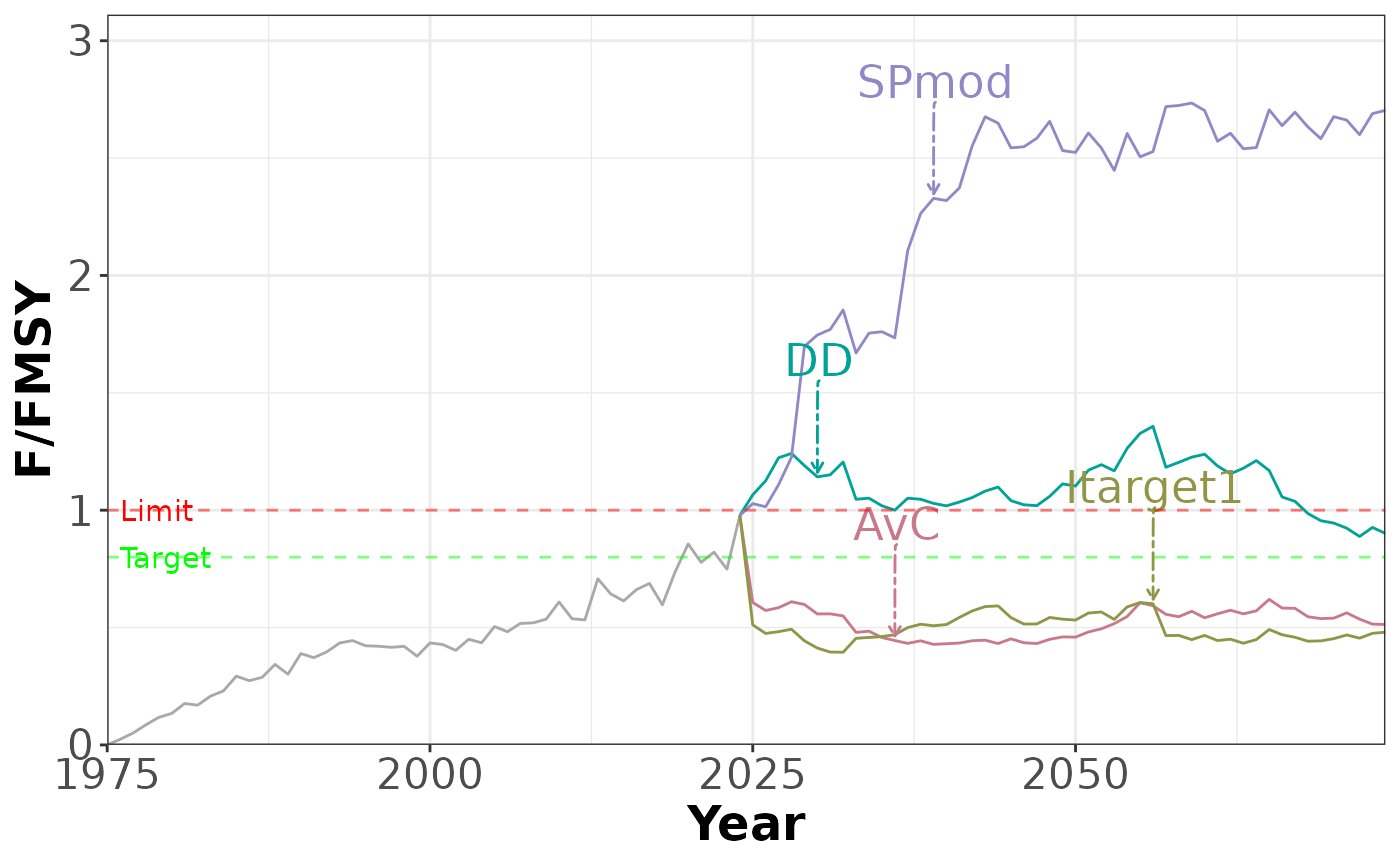 3
SPmod
2
DD
Itarget1
1
Limit
AvC
Target
0
1975 2000 2025 2050
Year
F/FMSY